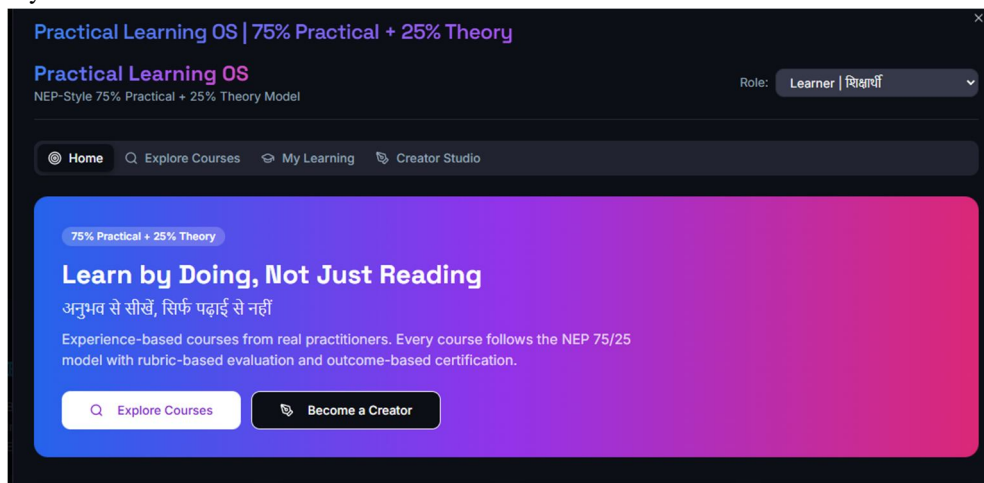 Practical Learning OS | 75% Practical + 25% Theory
Practical Learning OS
NEP-Style 75% Practical + 25% Theory Model
Role: Learner | शिक्षार्थी
Home Explore Courses My Learning Creator Studio
75% Practical + 25% Theory
Learn by Doing, Not Just Reading
अनुभव से सीखें, सिर्फ पढ़ाई से नहीं
Experience-based courses from real practitioners. Every course follows the NEP 75/25
model with rubric-based evaluation and outcome-based certification.
Explore Courses Become a Creator